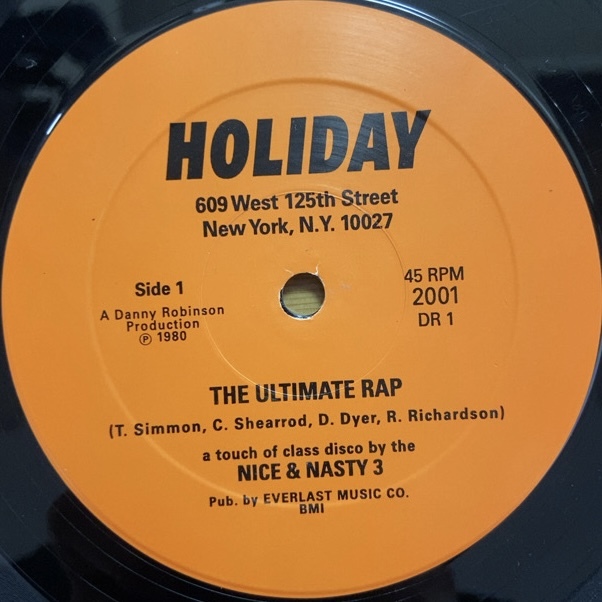 HOLIDAY
609 West 125th Street
New York, N.Y. 10027
Side 1
A Danny Robinson
Production
℗ 1980
45 RPM
2001
DR 1
THE ULTIMATE RAP
(T. Simmon, C. Shearrod, D. Dyer, R. Richardson)
a touch of class disco by the
NICE & NASTY 3
Pub. by EVERLAST MUSIC CO.
BMI